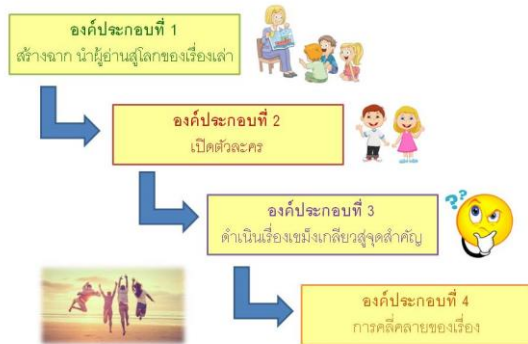 องค์ประกอบที่ 1
สร้างฉาก นำผู้อ่านสู่โลกของเรื่องเล่า
องค์ประกอบที่ 2
เปิดตัวละคร
องค์ประกอบที่ 3
ดำเนินเรื่องเขม็งเกลียวสู่จุดสำคัญ
??
องค์ประกอบที่ 4
การคลี่คลายของเรื่อง